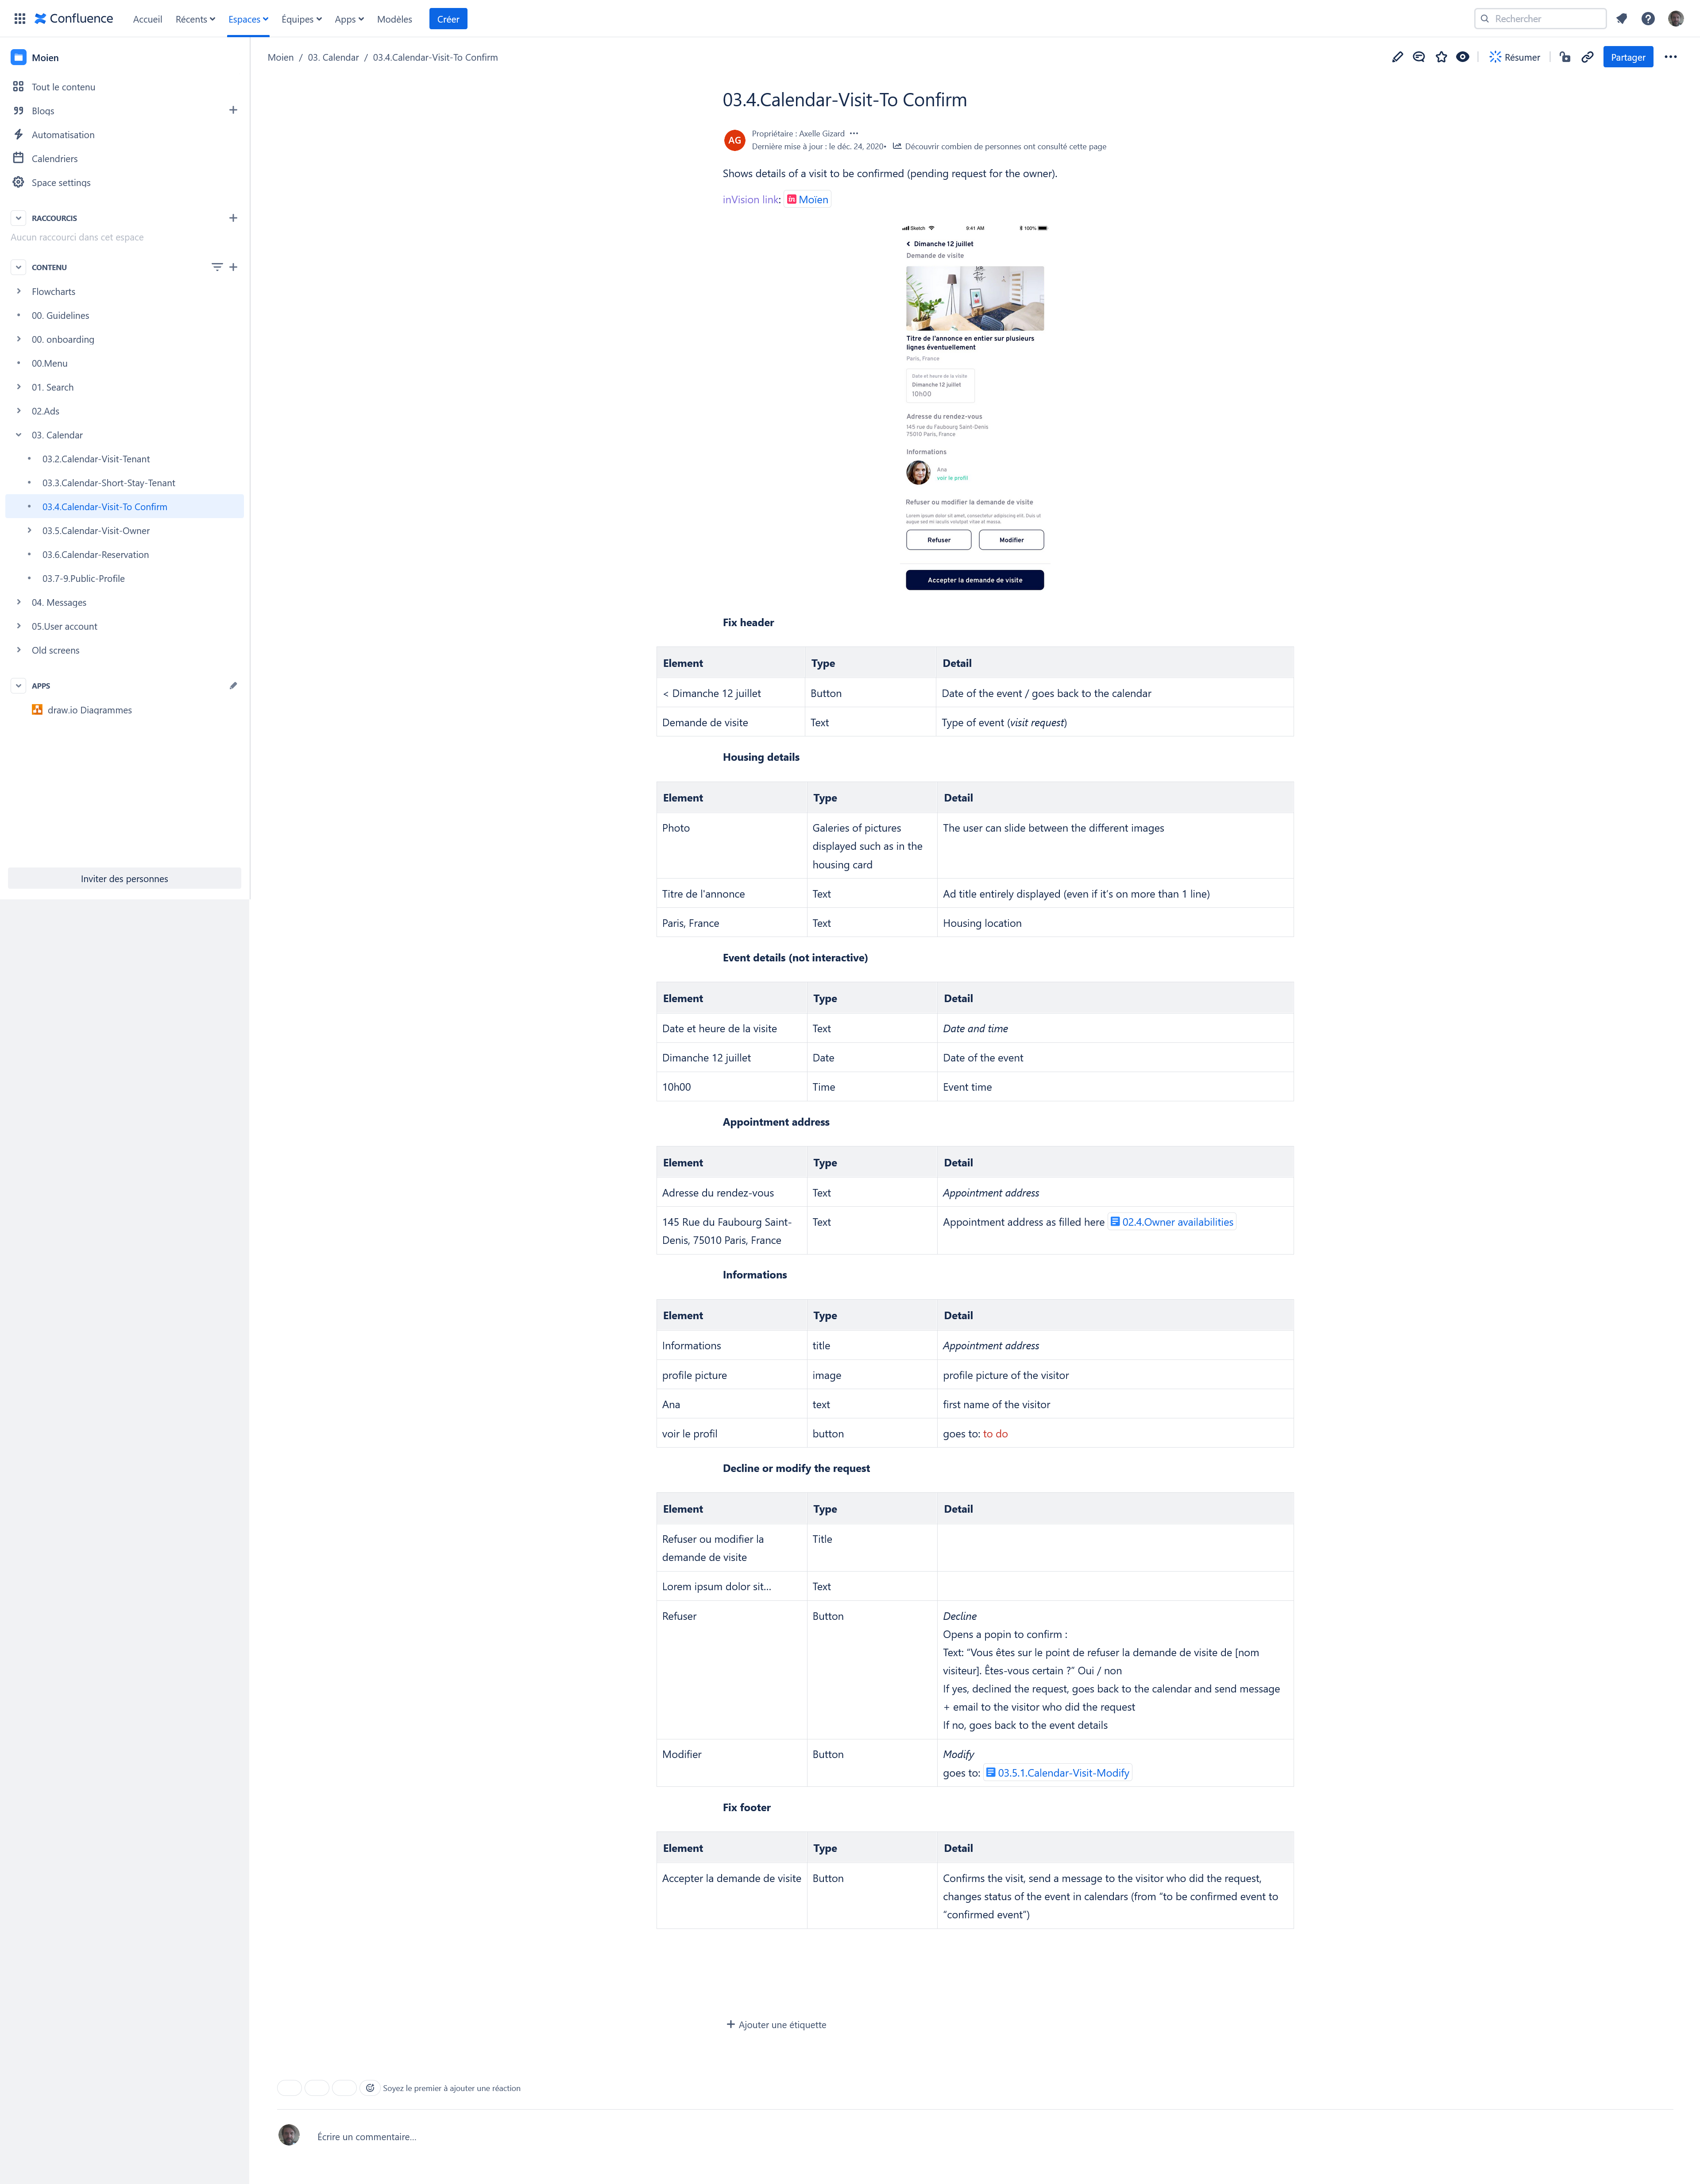 Confluence
Accueil
Récents
Espaces
Équipes
Apps
Modèles
Créer
Rechercher
Moien
Tout le contenu
Blogs
Automatisation
Calendriers
Space settings
RACCOURCIS
Aucun raccourci dans cet espace
CONTENU
Flowcharts
00. Guidelines
00. onboarding
00.Menu
01. Search
02.Ads
03. Calendar
03.2.Calendar-Visit-Tenant
03.3.Calendar-Short-Stay-Tenant
03.4.Calendar-Visit-To Confirm
03.5.Calendar-Visit-Owner
03.6.Calendar-Reservation
03.7-9.Public-Profile
04. Messages
05.User account
Old screens
APPS
draw.io Diagrammes
Inviter des personnes
Moien / 03. Calendar / 03.4.Calendar-Visit-To Confirm
Résumer
Partager
03.4.Calendar-Visit-To Confirm
AG
Propriétaire : Axelle Gizard
Dernière mise à jour : le déc. 24, 2020• Découvrir combien de personnes ont consulté cette page
Shows details of a visit to be confirmed (pending request for the owner).
inVision link: in Moïen
Sketch 9:41 AM 100%
< Dimanche 12 juillet
Demande de visite
Titre de l'annonce en entier sur plusieurs
lignes éventuellement
Paris, France
Date et heure de la visite
Dimanche 12 juillet
10h00
Adresse du rendez-vous
145 rue du Faubourg Saint-Denis
75010 Paris, France
Informations
Ana
voir le profil
Refuser ou modifier la demande de visite
Lorem ipsum dolor sit amet, consectetur adipiscing elit. Duis ut
augue sed mi iaculis volutpat vitae at massa.
Refuser
Modifier
Accepter la demande de visite
Fix header
Element Type Detail
< Dimanche 12 juillet Button Date of the event / goes back to the calendar
Demande de visite Text Type of event (visit request)
Housing details
Element Type Detail
Photo Galeries of pictures The user can slide between the different images
displayed such as in the
housing card
Titre de l'annonce Text Ad title entirely displayed (even if it's on more than 1 line)
Paris, France Text Housing location
Event details (not interactive)
Element Type Detail
Date et heure de la visite Text Date and time
Dimanche 12 juillet Date Date of the event
10h00 Time Event time
Appointment address
Element Type Detail
Adresse du rendez-vous Text Appointment address
145 Rue du Faubourg Saint- Text Appointment address as filled here 02.4.Owner availabilities
Denis, 75010 Paris, France
Informations
Element Type Detail
Informations title Appointment address
profile picture image profile picture of the visitor
Ana text first name of the visitor
voir le profil button goes to: to do
Decline or modify the request
Element Type Detail
Refuser ou modifier la Title
demande de visite
Lorem ipsum dolor sit... Text
Refuser Button Decline
Opens a popin to confirm :
Text: “Vous êtes sur le point de refuser la demande de visite de [nom
visiteur]. Êtes-vous certain ?” Oui / non
If yes, declined the request, goes back to the calendar and send message
+ email to the visitor who did the request
If no, goes back to the event details
Modifier Button Modify
goes to: 03.5.1.Calendar-Visit-Modify
Fix footer
Element Type Detail
Accepter la demande de visite Button Confirms the visit, send a message to the visitor who did the request,
changes status of the event in calendars (from “to be confirmed event to
“confirmed event”)
Ajouter une étiquette
Soyez le premier à ajouter une réaction
Écrire un commentaire...